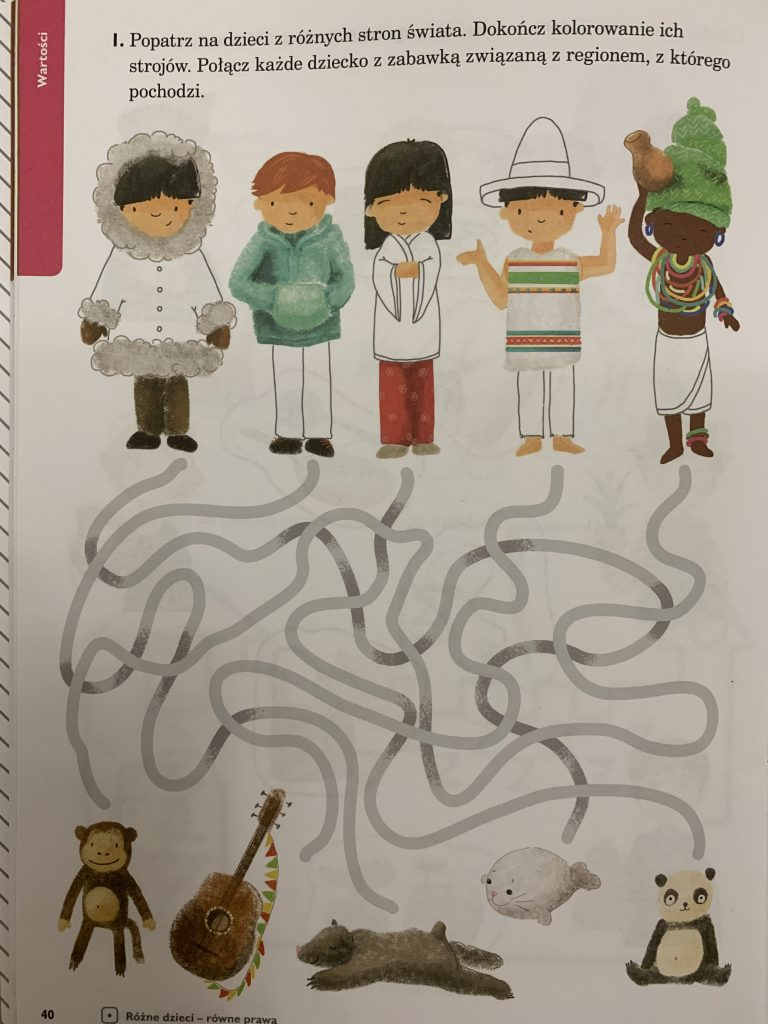 Wartości
1. Popatrz na dzieci z różnych stron świata. Dokończ kolorowanie ich
strojów. Połącz każde dziecko z zabawką związaną z regionem, z którego
pochodzi.
40
Różne dzieci – równe prawa